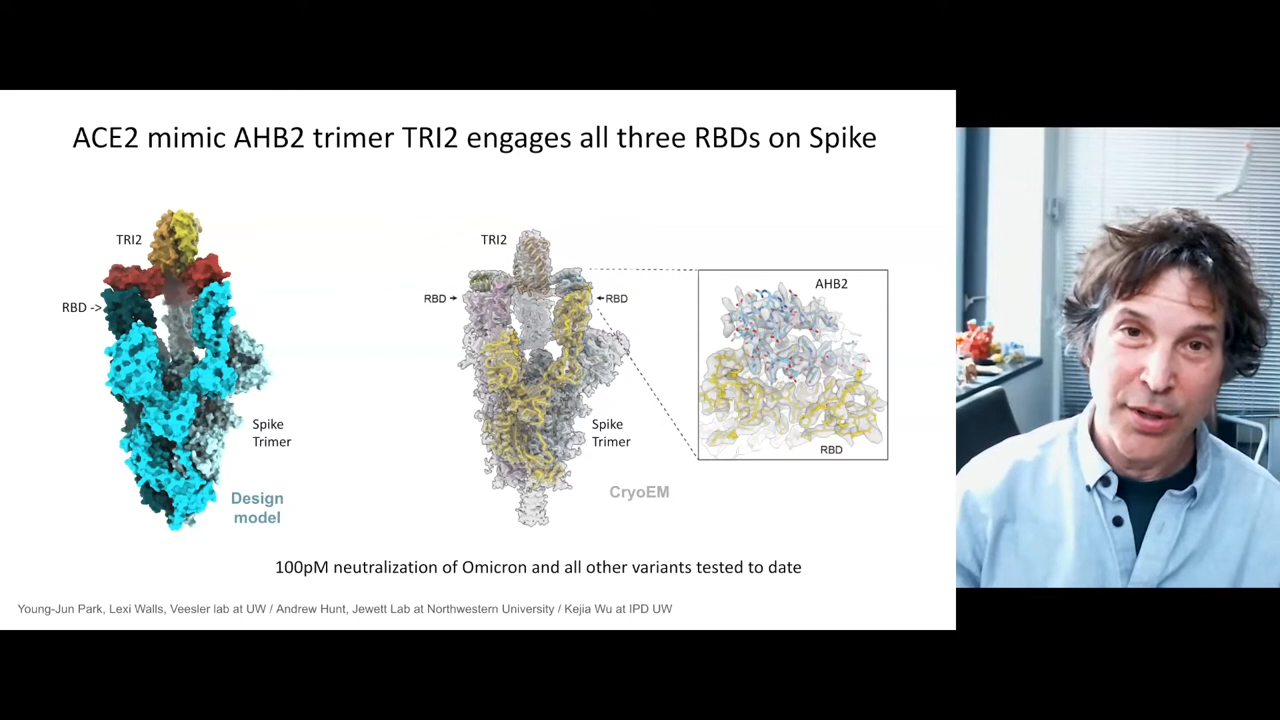 ACE2 mimic AHB2 trimer TRI2 engages all three RBDs on Spike
TRI2
RBD ->
Spike
Trimer
Design
model
TRI2
RBD
RBD
Spike
Trimer
CryoEM
AHB2
RBD
100pM neutralization of Omicron and all other variants tested to date
Young-Jun Park, Lexi Walls, Veesler lab at UW / Andrew Hunt, Jewett Lab at Northwestern University / Kejia Wu at IPD UW